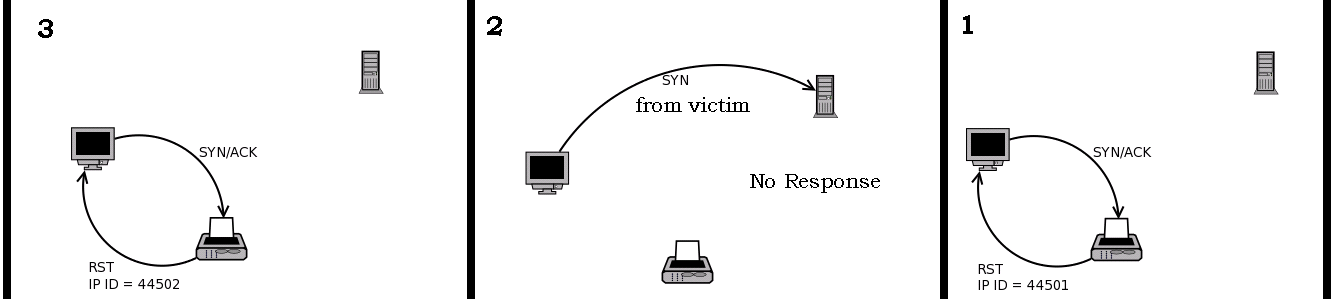 3
SYN/ACK
RST
IP ID = 44502
2
SYN
from victim
No Response
1
SYN/ACK
RST
IP ID = 44501